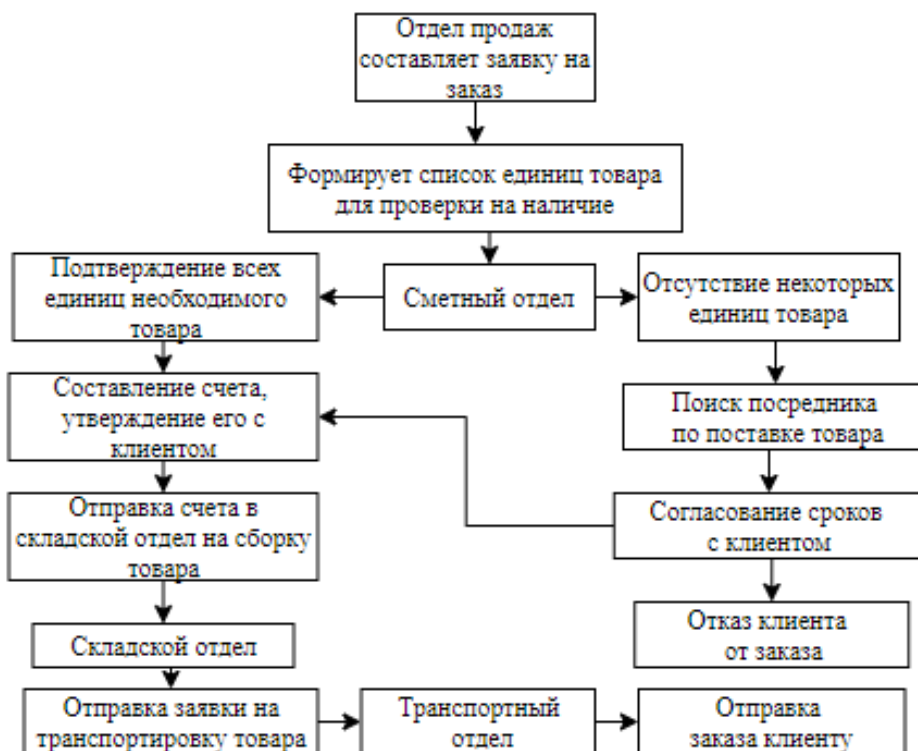 Отдел продаж
составляет заявку на
заказ
Формирует список единиц товара
для проверки на наличие
Подтверждение всех
единиц необходимого
товара
Сметный отдел
Отсутствие некоторых
единиц товара
Составление счета,
утверждение его с
клиентом
Поиск посредника
по поставке товара
Отправка счета в
складской отдел на сборку
товара
Согласование сроков
с клиентом
Складской отдел
Отказ клиента
от заказа
Отправка заявки на
транспортировку товара
Транспортный
отдел
Отправка
заказа клиенту